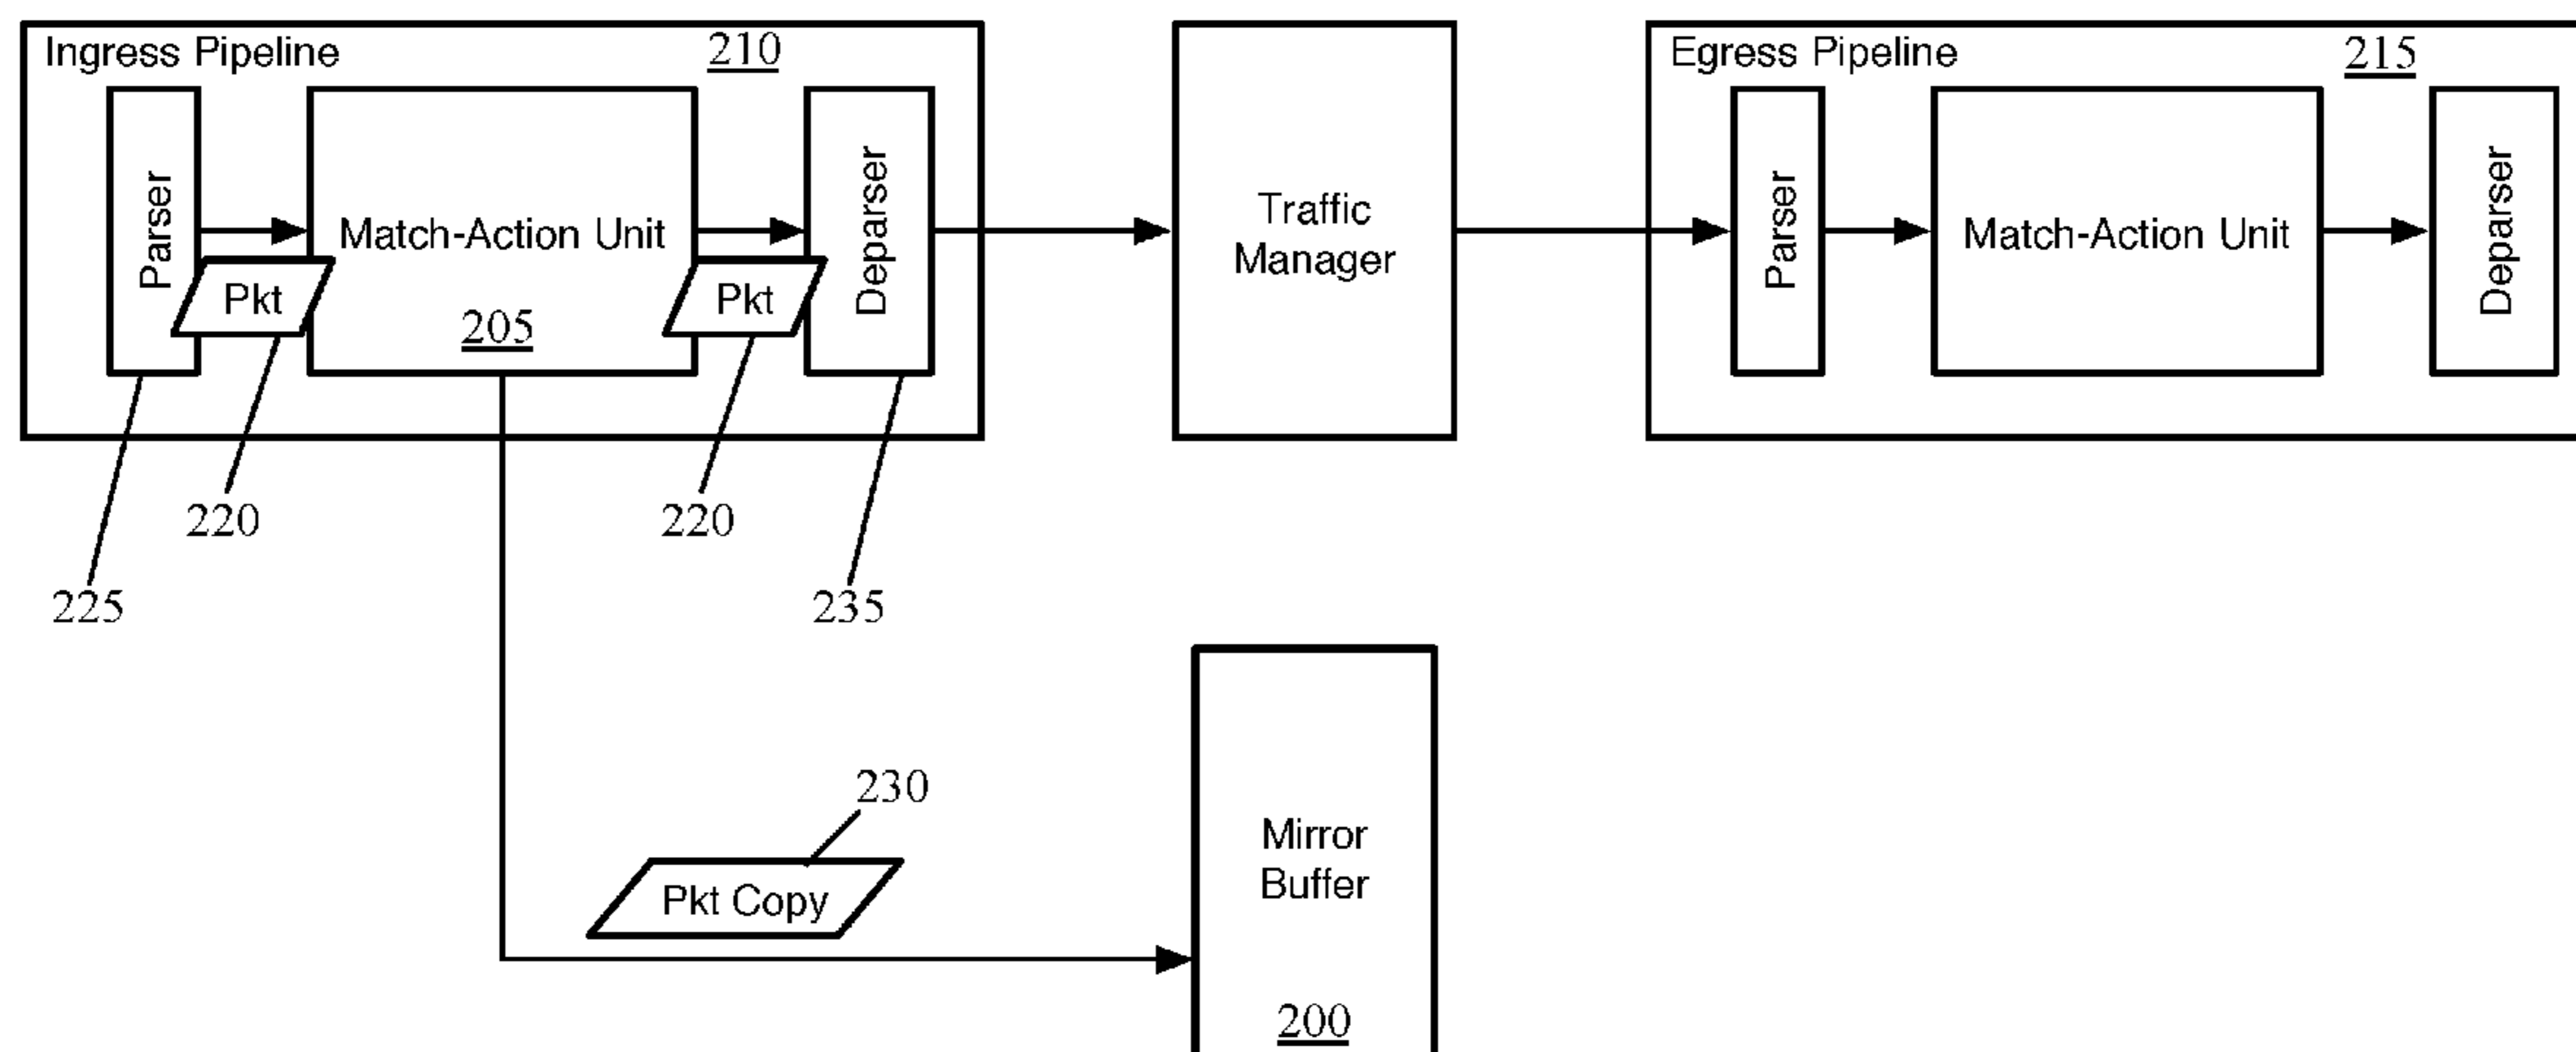 Ingress Pipeline
210
Parser
Match-Action Unit
205
Deparser
Pkt
Pkt
220
220
225
235
Traffic
Manager
Egress Pipeline
215
Parser
Match-Action Unit
Deparser
230
Pkt Copy
Mirror
Buffer
200